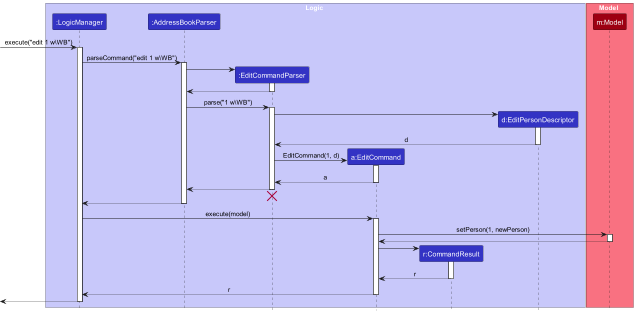 Logic
Model
:LogicManager
:AddressBookParser
m:Model
execute("edit 1 w\WB")
parseCommand("edit 1 w\WB")
:EditCommandParser
parse("1 w\WB")
d:EditPersonDescriptor
d
EditCommand(1, d)
a:EditCommand
a
execute(model)
setPerson(1, newPerson)
r:CommandResult
r
r